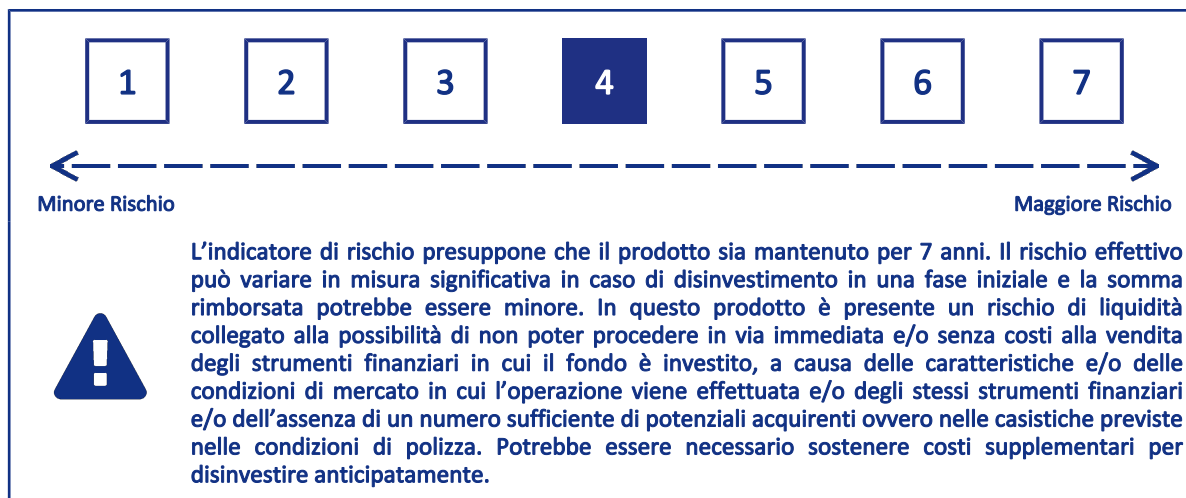 1 2 3 4 5 6 7
Minore Rischio Maggiore Rischio
L’indicatore di rischio presuppone che il prodotto sia mantenuto per 7 anni. Il rischio effettivo
può variare in misura significativa in caso di disinvestimento in una fase iniziale e la somma
rimborsata potrebbe essere minore. In questo prodotto è presente un rischio di liquidità
collegato alla possibilità di non poter procedere in via immediata e/o senza costi alla vendita
degli strumenti finanziari in cui il fondo è investito, a causa delle caratteristiche e/o delle
condizioni di mercato in cui l’operazione viene effettuata e/o degli stessi strumenti finanziari
e/o dell’assenza di un numero sufficiente di potenziali acquirenti ovvero nelle casistiche previste
nelle condizioni di polizza. Potrebbe essere necessario sostenere costi supplementari per
disinvestire anticipatamente.